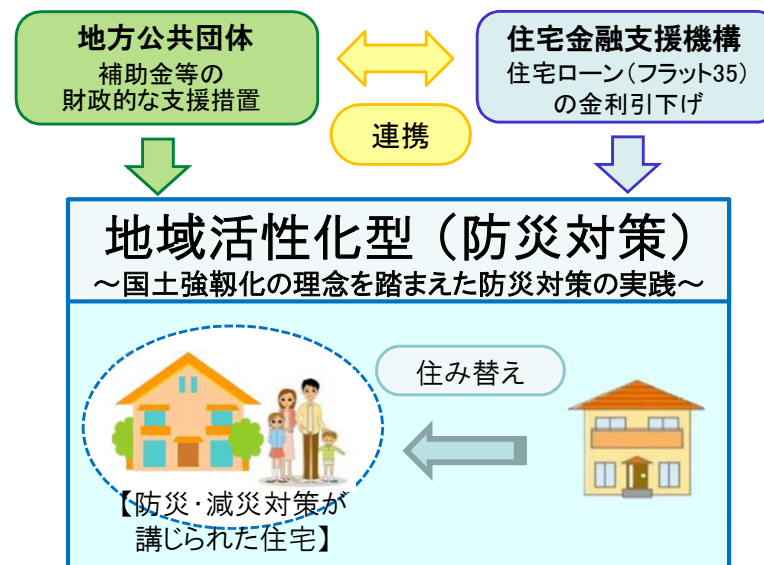 地方公共団体
補助金等の
財政的な支援措置
連携
住宅金融支援機構
住宅ローン（フラット35）
の金利引下げ
地域活性化型（防災対策）
～国土強靱化の理念を踏まえた防災対策の実践～
住み替え
【防災・減災対策が
講じられた住宅】